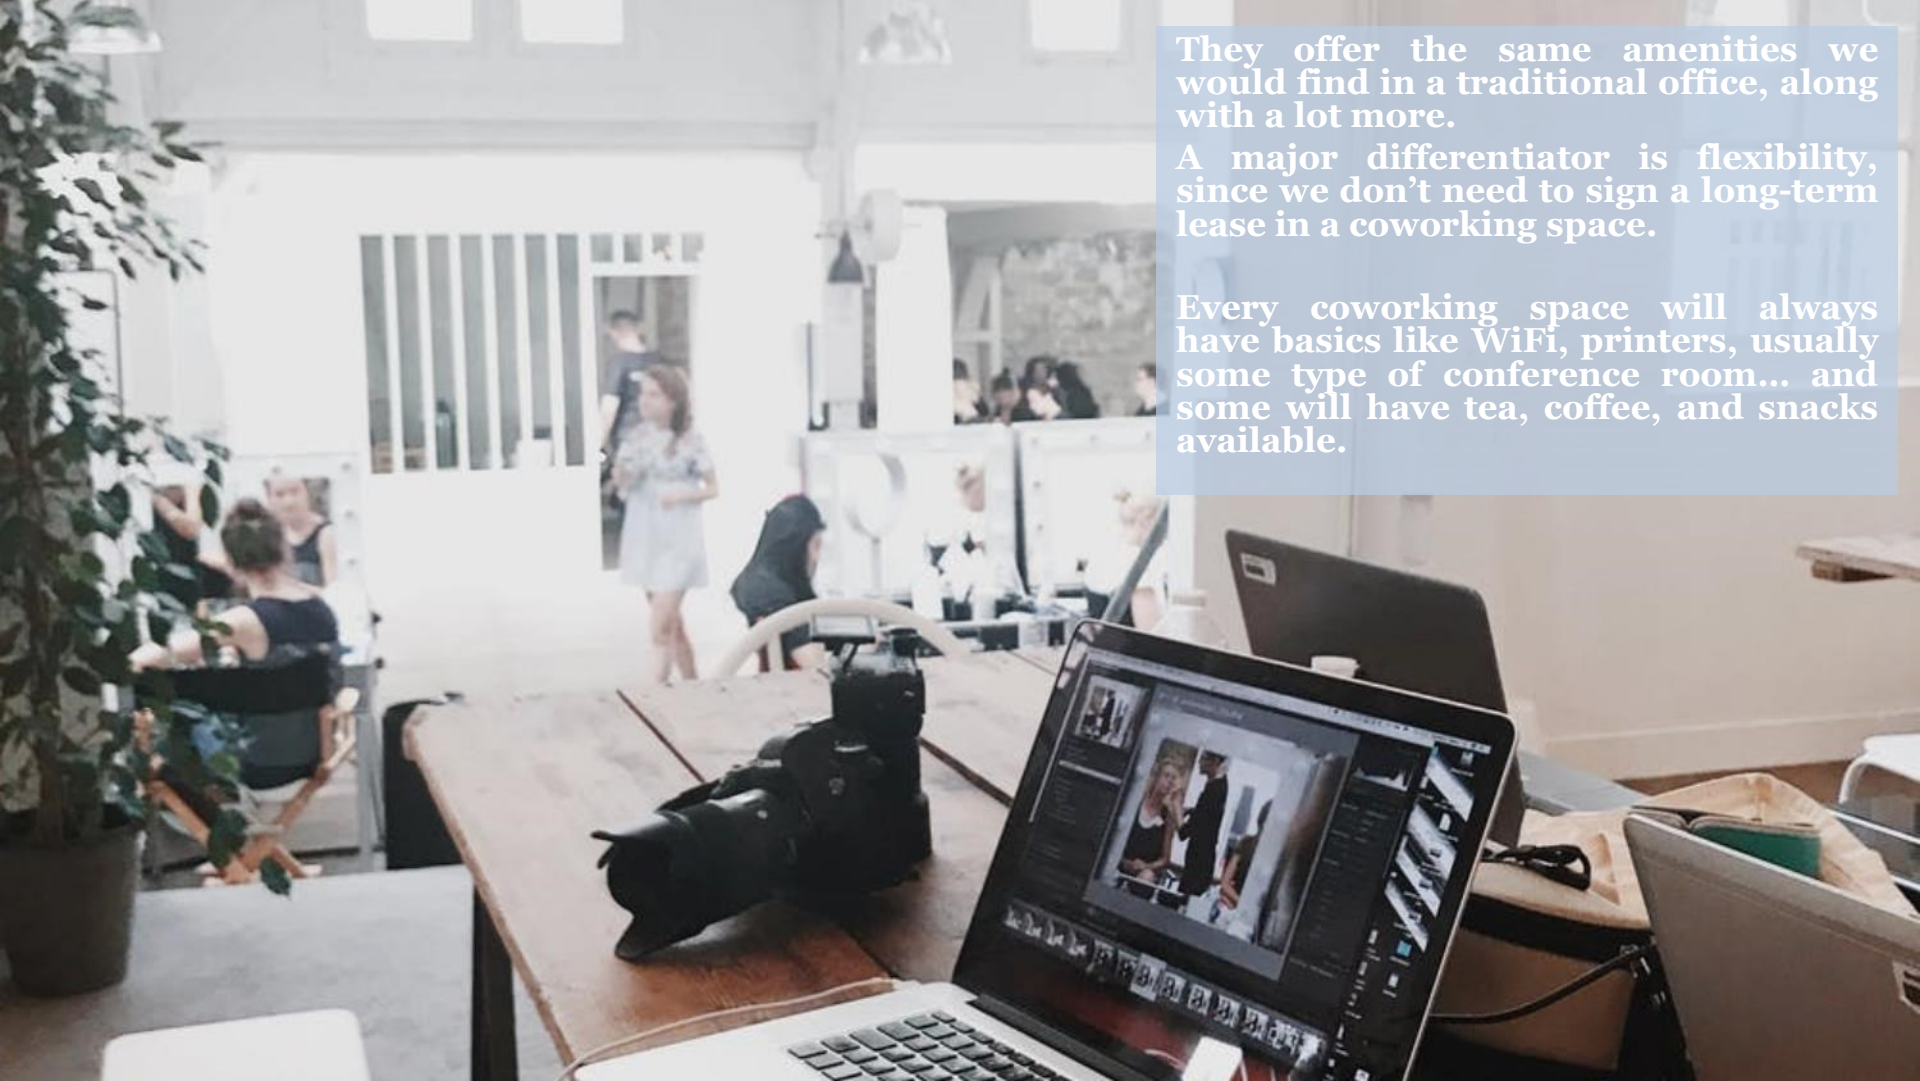 They offer the same amenities we
would find in a traditional office, along
with a lot more.
A major differentiator is flexibility,
since we don’t need to sign a long-term
lease in a coworking space.
Every coworking space will always
have basics like WiFi, printers, usually
some type of conference room... and
some will have tea, coffee, and snacks
available.